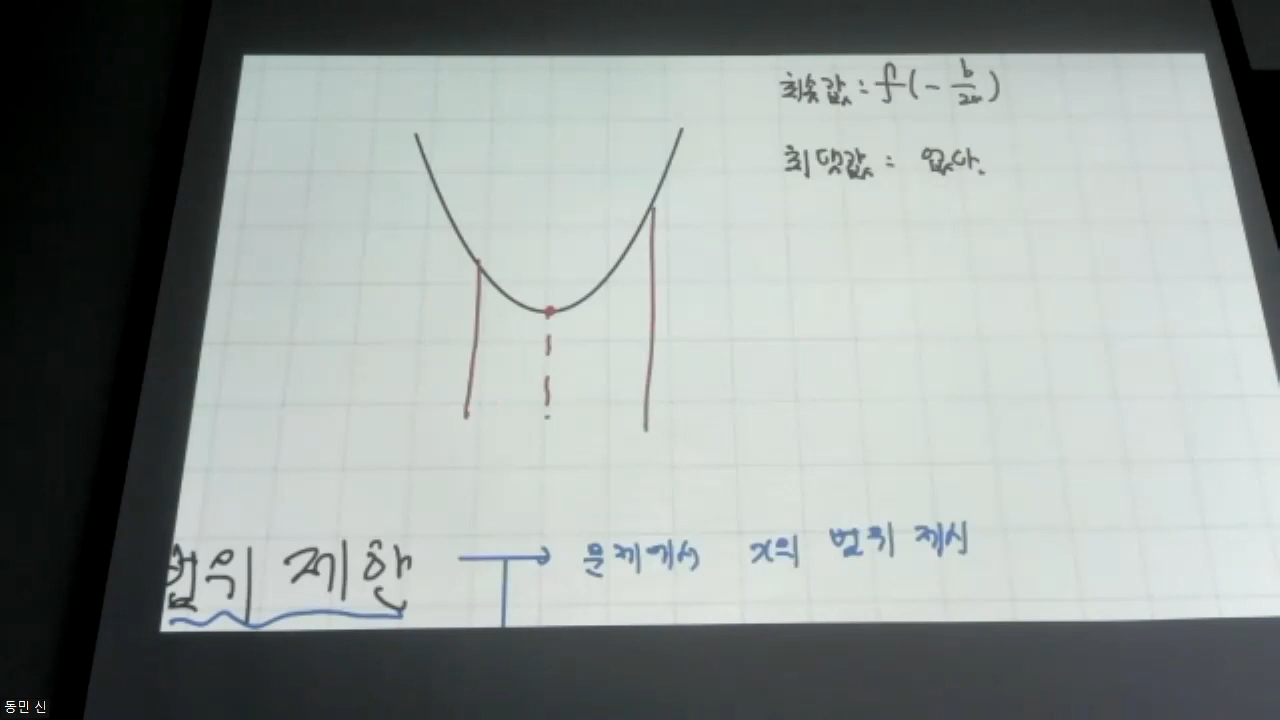 최솟값 : f(- b/2a)
최댓값 : 없다.
범위 제한 → 문제에서 x의 범위 제시
동민 신